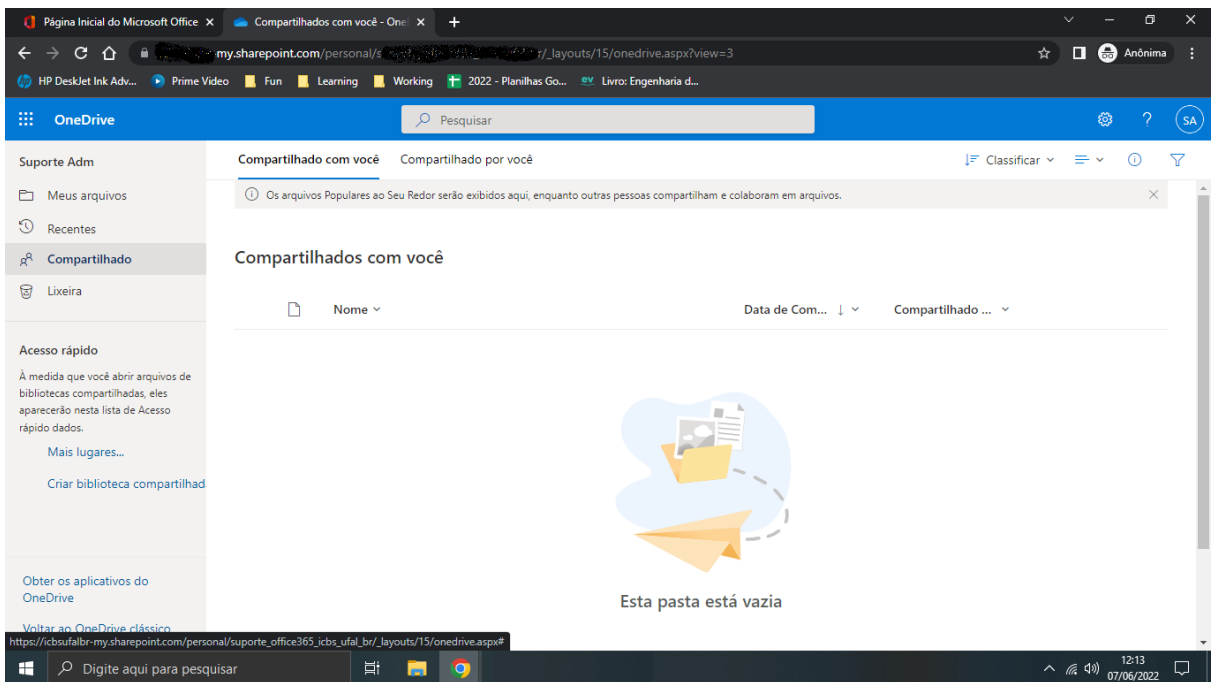 Página Inicial do Microsoft Office
Compartilhados com você - One
my.sharepoint.com/personal/s r/_layouts/15/onedrive.aspx?view=3
Anônima
HP DeskJet Ink Adv... Prime Video Fun Learning Working 2022 - Planilhas Go... ev Livro: Engenharia d...
OneDrive
Pesquisar
? SA
Suporte Adm
Meus arquivos
Recentes
Compartilhado
Lixeira
Acesso rápido
À medida que você abrir arquivos de
bibliotecas compartilhadas, eles
aparecerão nesta lista de Acesso
rápido dados.
Mais lugares...
Criar biblioteca compartilhad
Obter os aplicativos do
OneDrive
Voltar ao OneDrive clássico
Compartilhado com você Compartilhado por você
Classificar
Os arquivos Populares ao Seu Redor serão exibidos aqui, enquanto outras pessoas compartilham e colaboram em arquivos.
Compartilhados com você
Nome Data de Com... Compartilhado ...
Esta pasta está vazia
https://icbsufalbr-my.sharepoint.com/personal/suporte_office365_icbs_ufal_br/_layouts/15/onedrive.aspx#
Digite aqui para pesquisar
12:13
07/06/2022